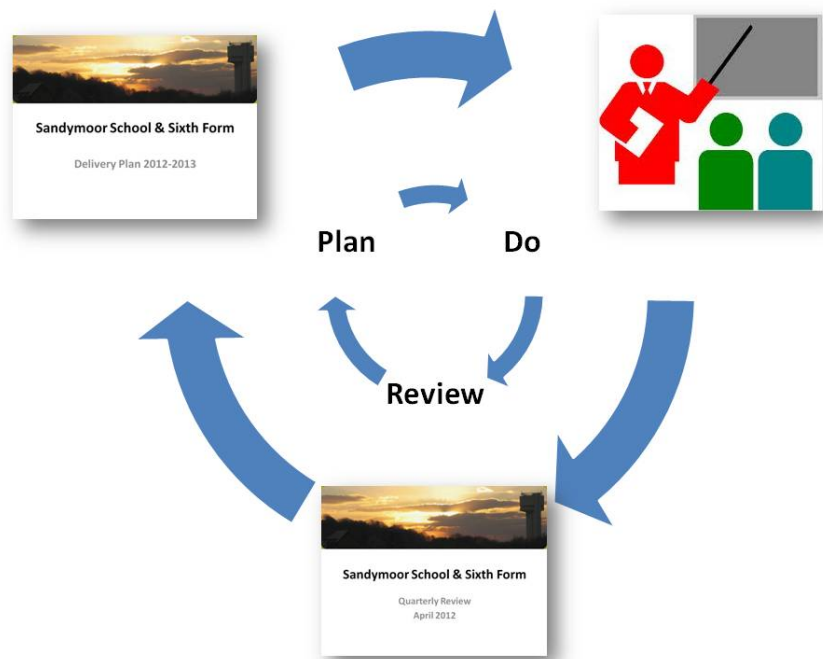 Sandymoor School & Sixth Form
Delivery Plan 2012-2013
Plan
Do
Review
Sandymoor School & Sixth Form
Quarterly Review
April 2012